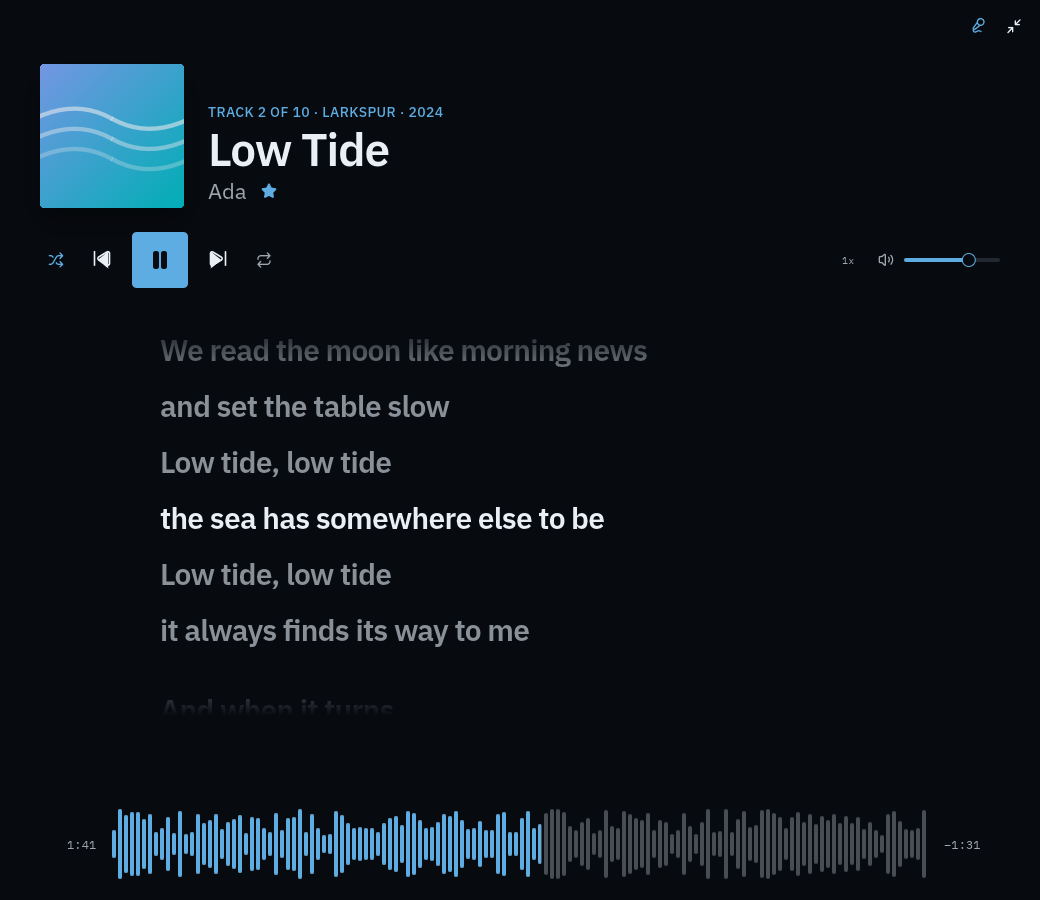 TRACK 2 OF 10 · LARKSPUR · 2024
Low Tide
Ada
1x
We read the moon like morning news
and set the table slow
Low tide, low tide
the sea has somewhere else to be
Low tide, low tide
it always finds its way to me
And when it turns
1:41
−1:31